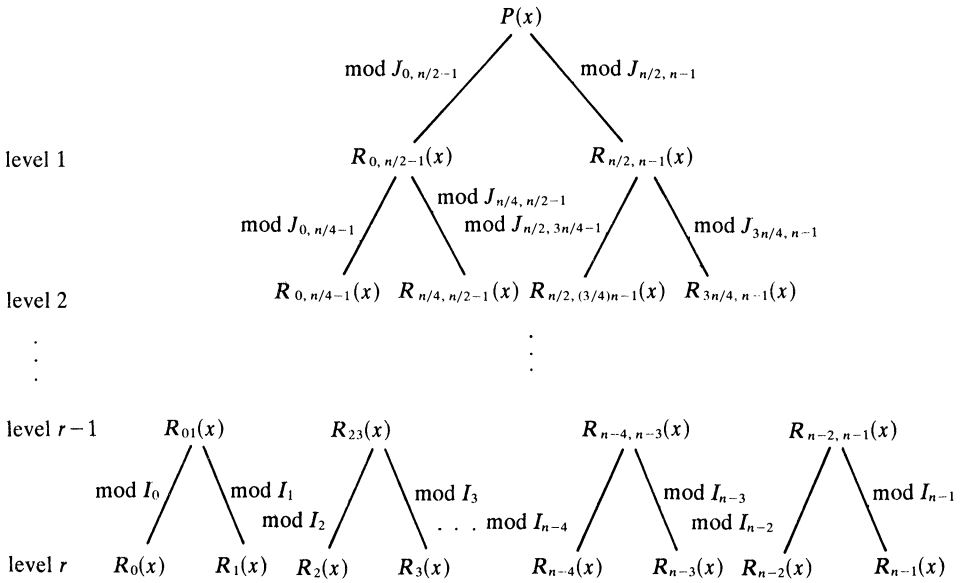 P(x)
mod J_{0, n/2−1} mod J_{n/2, n−1}
level 1 R_{0, n/2−1}(x) R_{n/2, n−1}(x)
mod J_{0, n/4−1} mod J_{n/4, n/2−1} mod J_{n/2, 3n/4−1} mod J_{3n/4, n−1}
level 2 R_{0, n/4−1}(x) R_{n/4, n/2−1}(x) R_{n/2, (3/4)n−1}(x) R_{3n/4, n−1}(x)
. .
. .
. .
level r−1 R_{01}(x) R_{23}(x) R_{n−4, n−3}(x) R_{n−2, n−1}(x)
mod I_0 mod I_1 mod I_2 mod I_3 . . . mod I_{n−4} mod I_{n−3} mod I_{n−2} mod I_{n−1}
level r R_0(x) R_1(x) R_2(x) R_3(x) R_{n−4}(x) R_{n−3}(x) R_{n−2}(x) R_{n−1}(x)